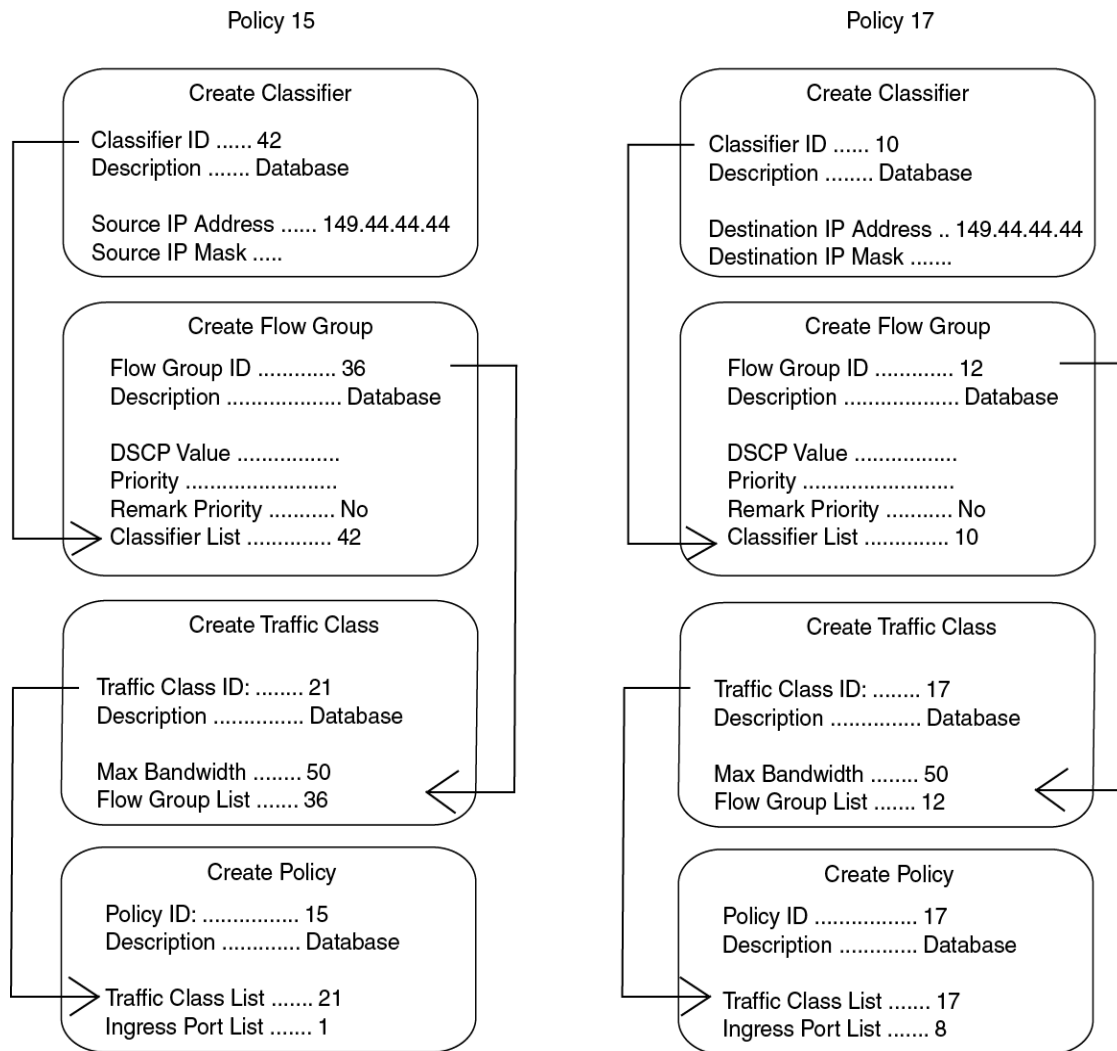 Policy 15
Create Classifier
Classifier ID ...... 42
Description ....... Database
Source IP Address ...... 149.44.44.44
Source IP Mask .....
Create Flow Group
Flow Group ID ............. 36
Description ................... Database
DSCP Value .................
Priority .........................
Remark Priority ........... No
Classifier List .............. 42
Create Traffic Class
Traffic Class ID: ........ 21
Description ............... Database
Max Bandwidth ........ 50
Flow Group List ....... 36
Create Policy
Policy ID: ................ 15
Description ............. Database
Traffic Class List ....... 21
Ingress Port List ....... 1
Policy 17
Create Classifier
Classifier ID ...... 10
Description ........ Database
Destination IP Address .. 149.44.44.44
Destination IP Mask .......
Create Flow Group
Flow Group ID ............. 12
Description ................... Database
DSCP Value .................
Priority .........................
Remark Priority ........... No
Classifier List .............. 10
Create Traffic Class
Traffic Class ID: ........ 17
Description ............... Database
Max Bandwidth ........ 50
Flow Group List ....... 12
Create Policy
Policy ID ................. 17
Description ............. Database
Traffic Class List ....... 17
Ingress Port List ....... 8